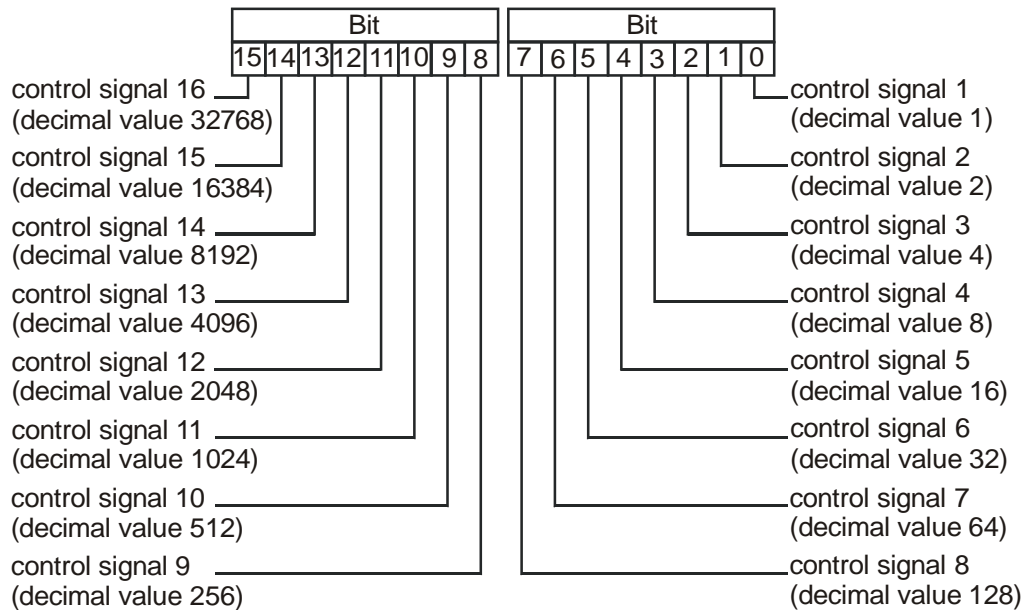 Bit
15 14 13 12 11 10 9 8
Bit
7 6 5 4 3 2 1 0
control signal 16
(decimal value 32768)
control signal 15
(decimal value 16384)
control signal 14
(decimal value 8192)
control signal 13
(decimal value 4096)
control signal 12
(decimal value 2048)
control signal 11
(decimal value 1024)
control signal 10
(decimal value 512)
control signal 9
(decimal value 256)
control signal 1
(decimal value 1)
control signal 2
(decimal value 2)
control signal 3
(decimal value 4)
control signal 4
(decimal value 8)
control signal 5
(decimal value 16)
control signal 6
(decimal value 32)
control signal 7
(decimal value 64)
control signal 8
(decimal value 128)